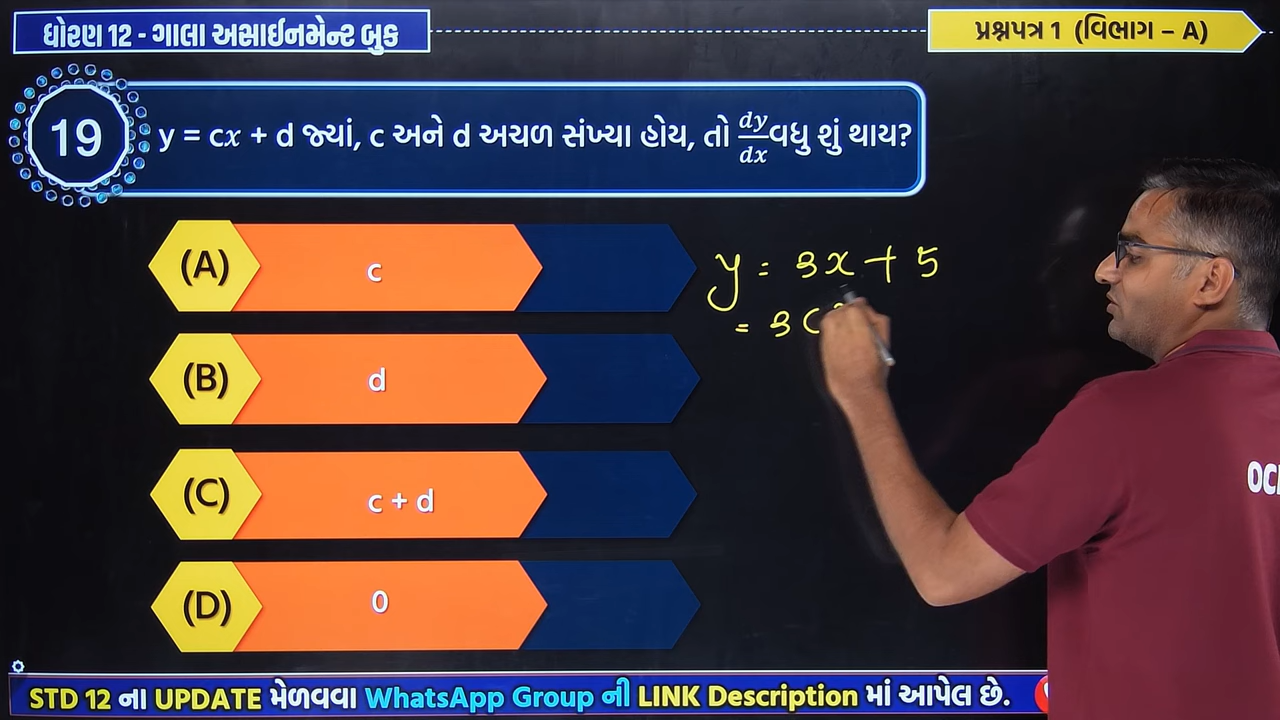 ધોરણ 12 - ગાલા અસાઈનમેન્ટ બુક
પ્રશ્નપત્ર 1 (વિભાગ – A)
19
y = cx + d જ્યાં, c અને d અચળ સંખ્યા હોય, તો dy/dx વધુ શું થાય?
(A) c
(B) d
(C) c + d
(D) 0
y = 3x + 5
= 3(
OC
STD 12 ના UPDATE મેળવવા WhatsApp Group ની LINK Description માં આપેલ છે.